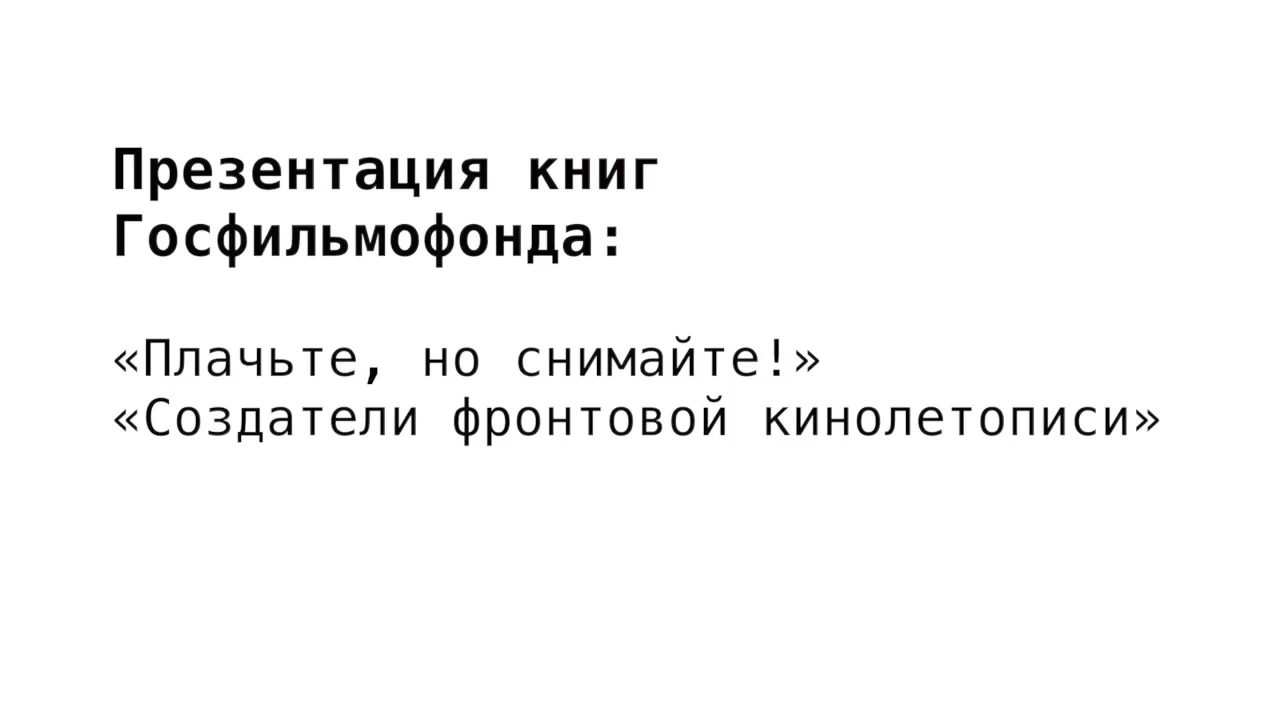 Презентация книг
Госфильмофонда:
«Плачьте, но снимайте!»
«Создатели фронтовой кинолетописи»